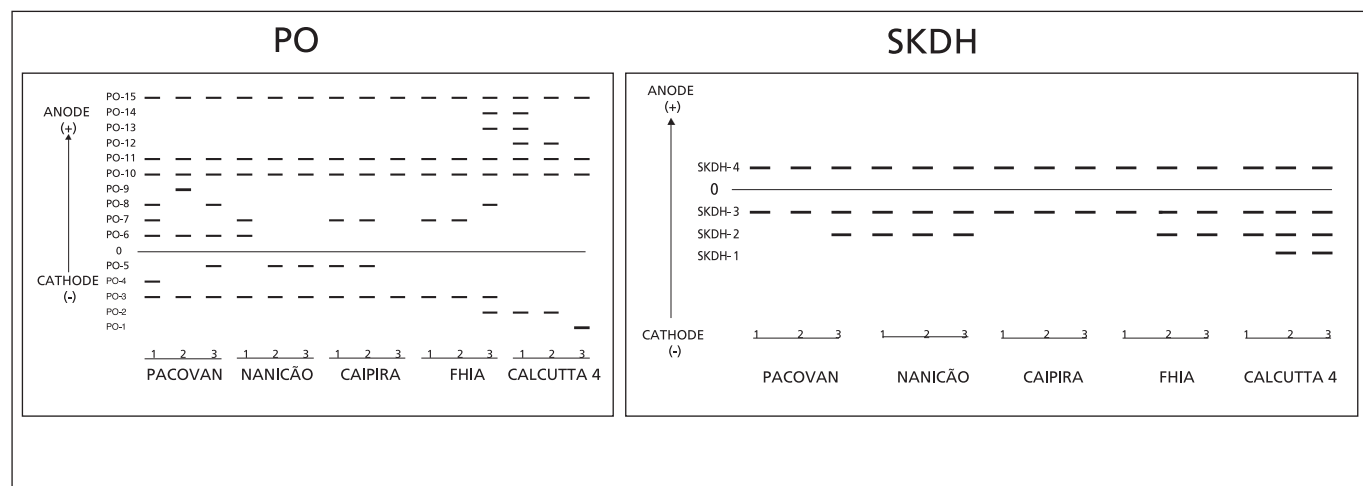 PO
PO-15
ANODE
(+)
PO-14
PO-13
PO-12
PO-11
PO-10
PO-9
PO-8
PO-7
PO-6
0
PO-5
CATHODE
(-)
PO-4
PO-3
PO-2
PO-1
1 2 3 1 2 3 1 2 3 1 2 3 1 2 3
PACOVAN NANICÃO CAIPIRA FHIA CALCUTTA 4
SKDH
ANODE
(+)
SKDH-4
0
SKDH-3
SKDH-2
SKDH-1
CATHODE
(-)
1 2 3 1 2 3 1 2 3 1 2 3 1 2 3
PACOVAN NANICÃO CAIPIRA FHIA CALCUTTA 4